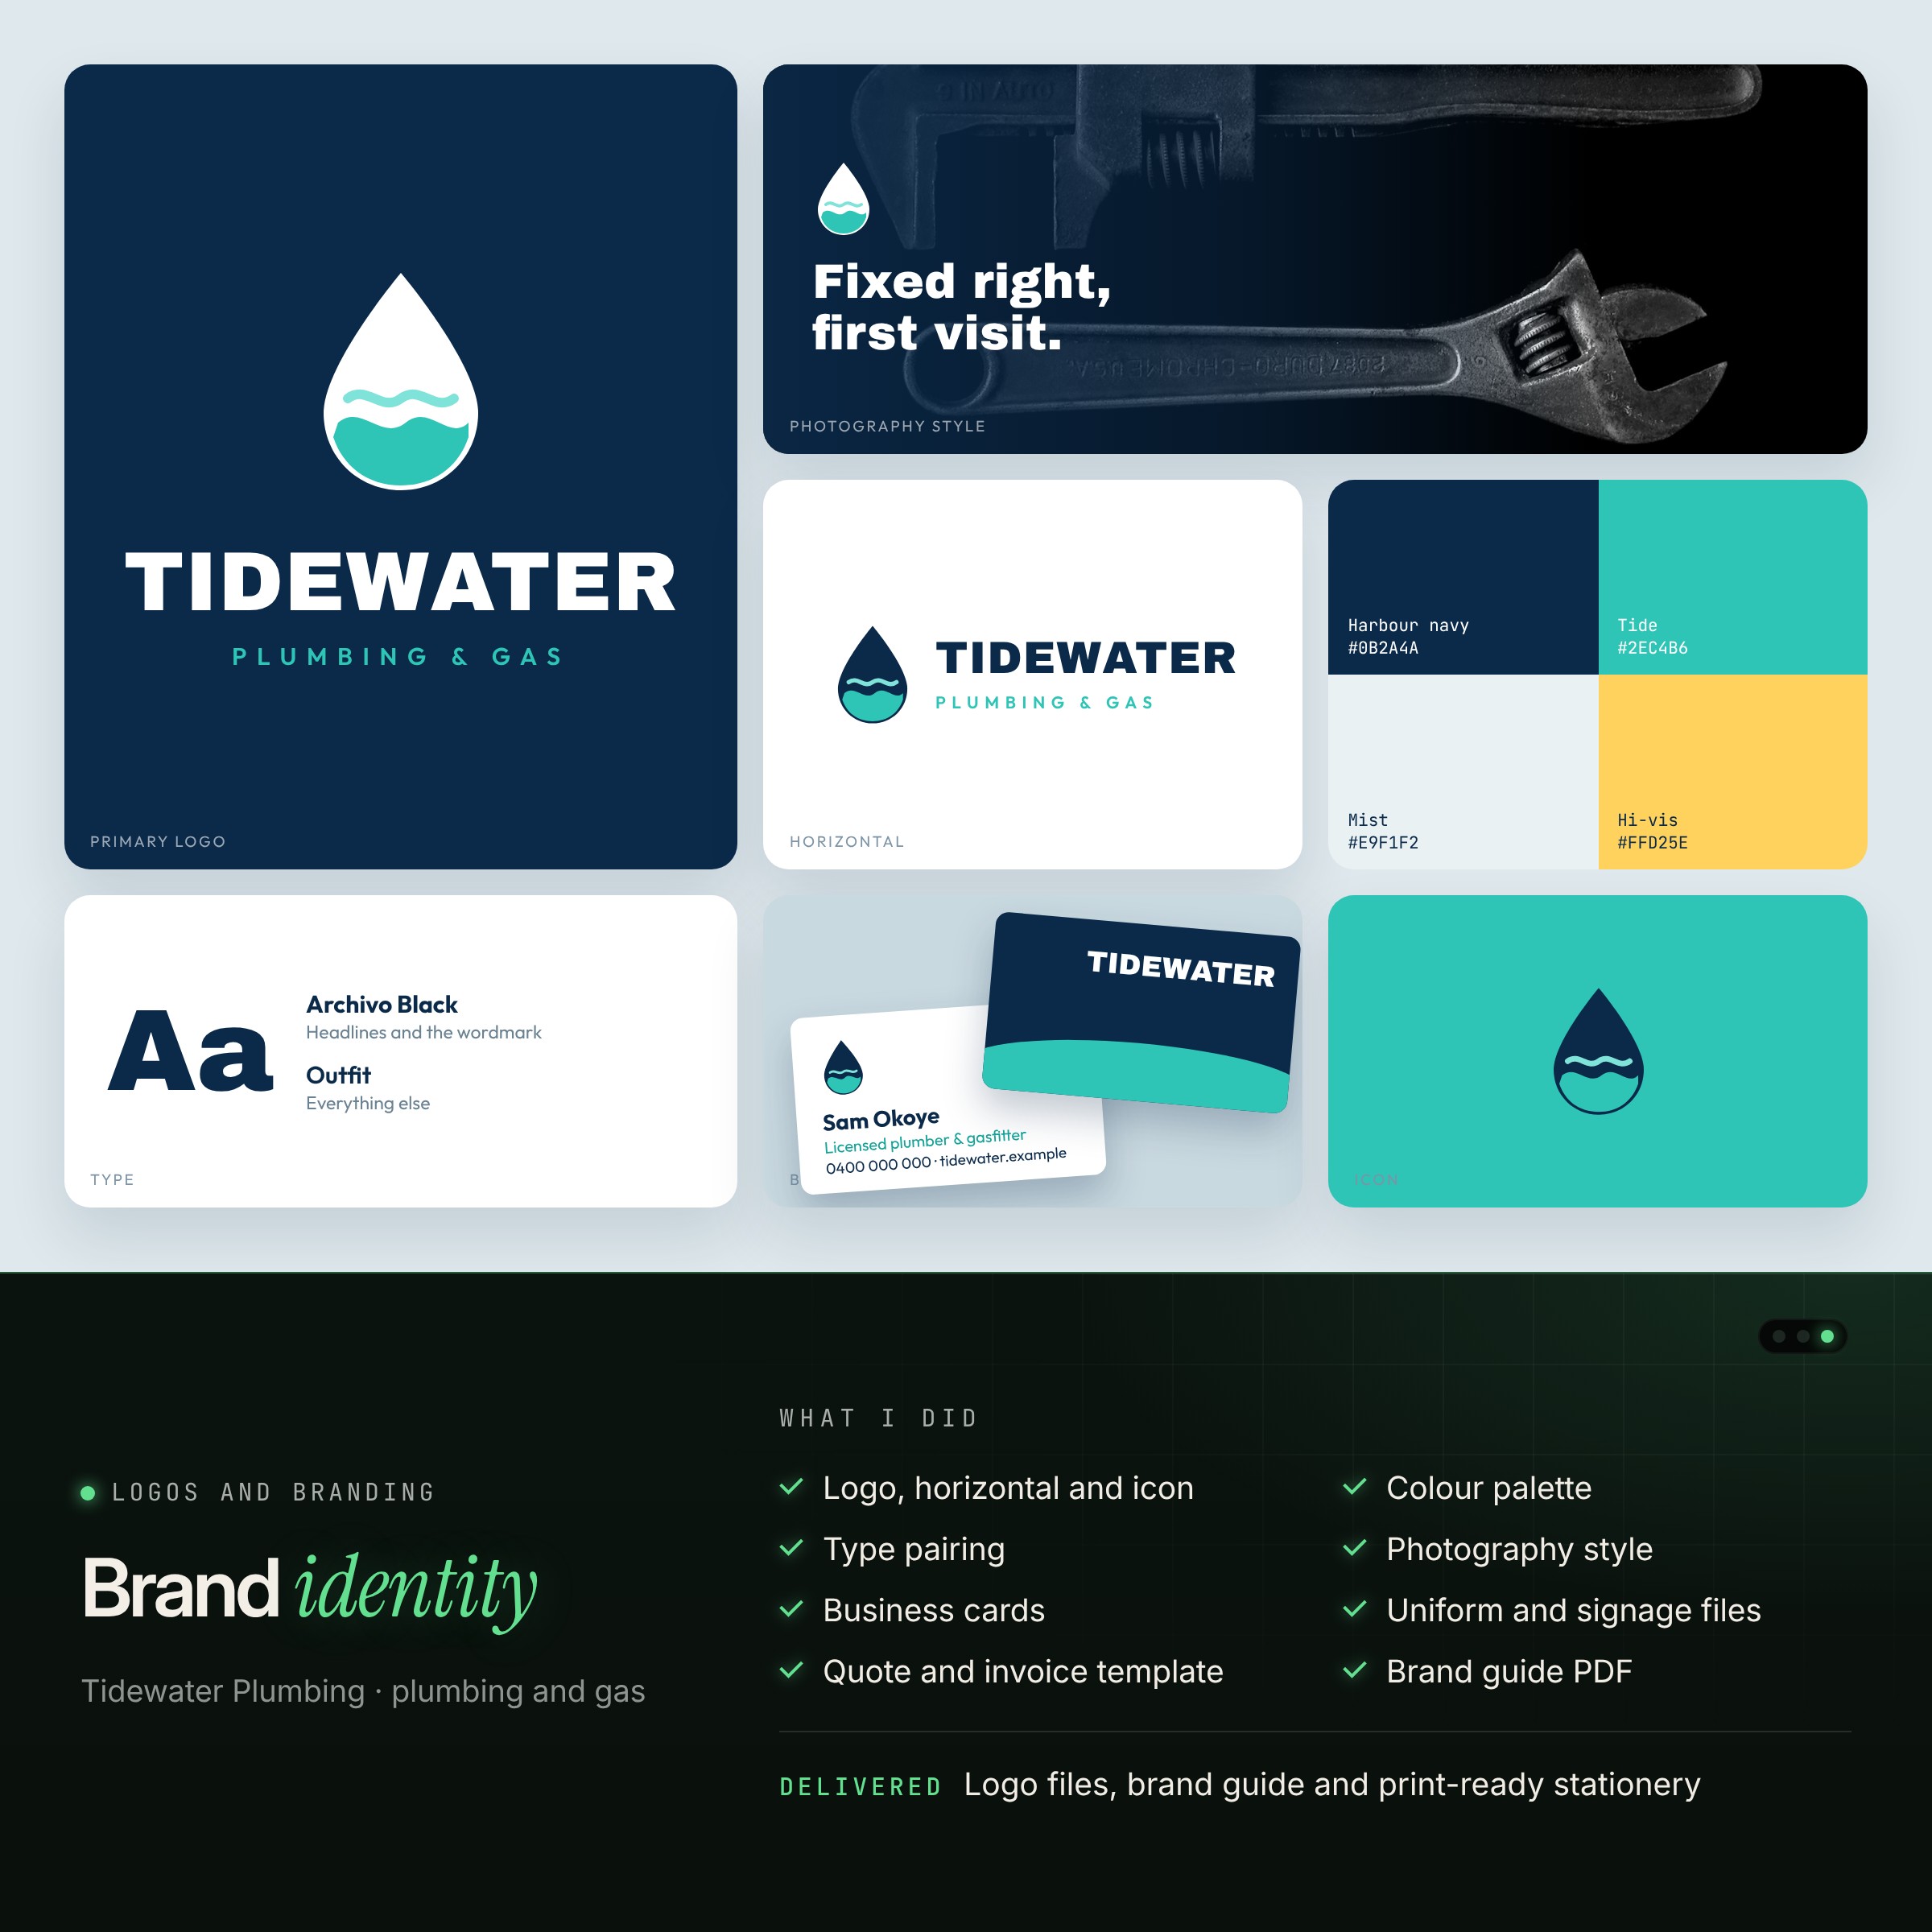 TIDEWATER
PLUMBING & GAS
PRIMARY LOGO
Fixed right,
first visit.
PHOTOGRAPHY STYLE
TIDEWATER
PLUMBING & GAS
HORIZONTAL
Harbour navy
#0B2A4A
Tide
#2EC4B6
Mist
#E9F1F2
Hi-vis
#FFD25E
Aa
Archivo Black
Headlines and the wordmark
Outfit
Everything else
TYPE
TIDEWATER
Sam Okoye
Licensed plumber & gasfitter
0400 000 000 · tidewater.example
ICON
LOGOS AND BRANDING
Brand identity
Tidewater Plumbing · plumbing and gas
WHAT I DID
Logo, horizontal and icon
Colour palette
Type pairing
Photography style
Business cards
Uniform and signage files
Quote and invoice template
Brand guide PDF
DELIVERED Logo files, brand guide and print-ready stationery